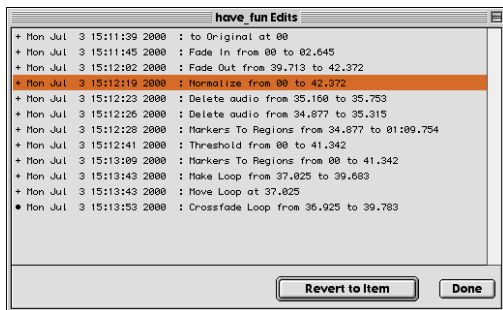 have_fun Edits
+ Mon Jul  3 15:11:39 2000  : to Original at 00
+ Mon Jul  3 15:11:45 2000  : Fade In from 00 to 02.645
+ Mon Jul  3 15:12:02 2000  : Fade Out from 39.713 to 42.372
+ Mon Jul  3 15:12:19 2000  : Normalize from 00 to 42.372
+ Mon Jul  3 15:12:23 2000  : Delete audio from 35.160 to 35.753
+ Mon Jul  3 15:12:26 2000  : Delete audio from 34.877 to 35.315
+ Mon Jul  3 15:12:28 2000  : Markers To Regions from 34.877 to 01:09.754
+ Mon Jul  3 15:12:41 2000  : Threshold from 00 to 41.342
+ Mon Jul  3 15:13:09 2000  : Markers To Regions from 00 to 41.342
+ Mon Jul  3 15:13:43 2000  : Make Loop from 37.025 to 39.683
+ Mon Jul  3 15:13:43 2000  : Move Loop at 37.025
• Mon Jul  3 15:13:53 2000  : Crossfade Loop from 36.925 to 39.783
Revert to Item Done